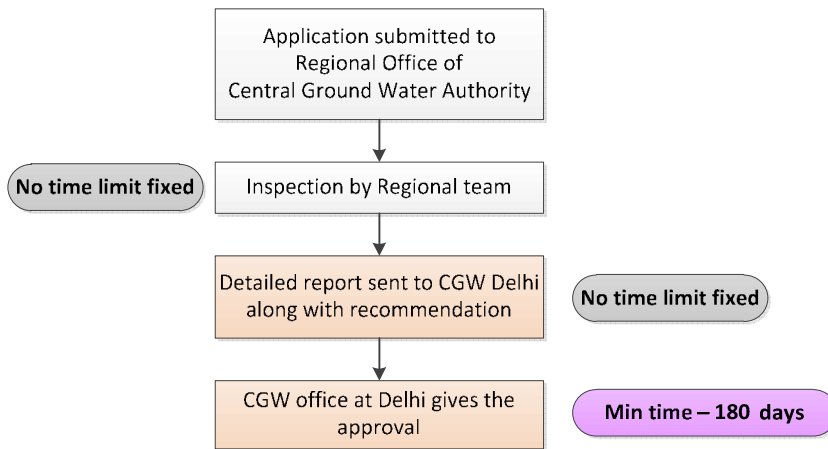 Application submitted to
Regional Office of
Central Ground Water Authority
No time limit fixed
Inspection by Regional team
Detailed report sent to CGW Delhi
along with recommendation
No time limit fixed
CGW office at Delhi gives the
approval
Min time – 180 days